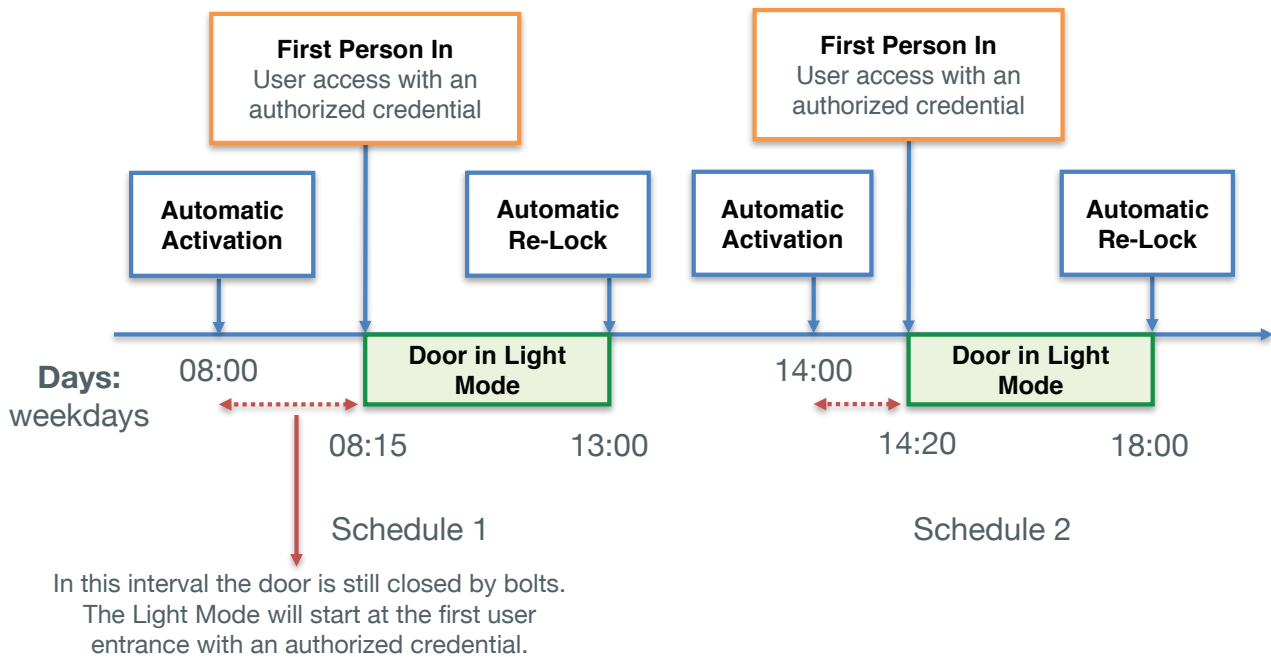 First Person In
User access with an
authorized credential
First Person In
User access with an
authorized credential
Automatic
Activation
Automatic
Re-Lock
Automatic
Activation
Automatic
Re-Lock
Days:
weekdays
08:00
Door in Light
Mode
14:00
Door in Light
Mode
08:15
13:00
14:20
18:00
Schedule 1
Schedule 2
In this interval the door is still closed by bolts.
The Light Mode will start at the first user
entrance with an authorized credential.